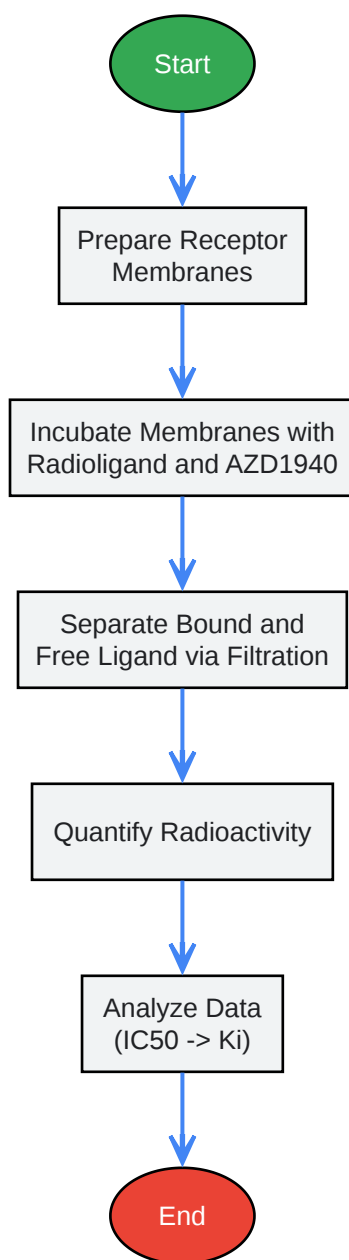 Start
Prepare Receptor
Membranes
Incubate Membranes with
Radioligand and AZD1940
Separate Bound and
Free Ligand via Filtration
Quantify Radioactivity
Analyze Data
(IC50 -> Ki)
End